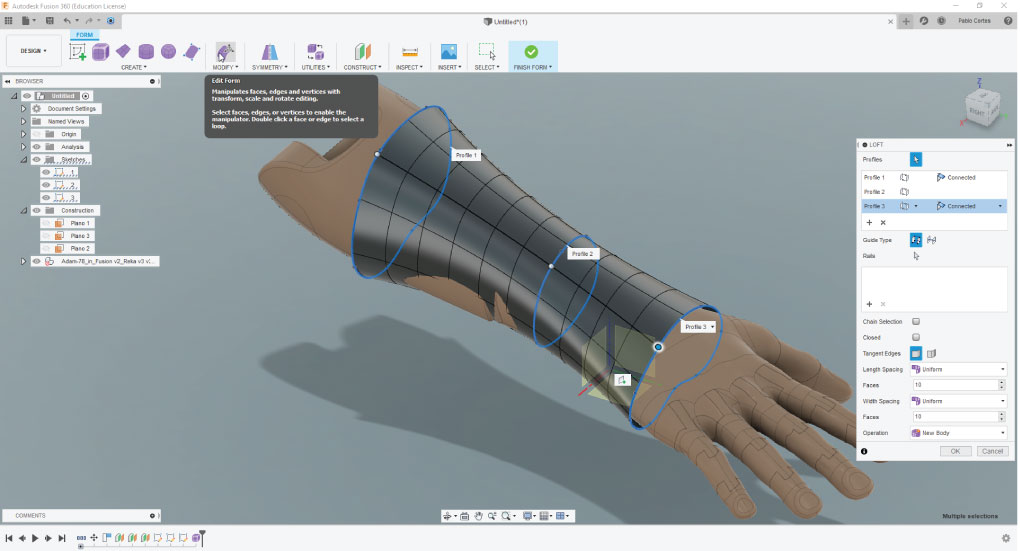 Autodesk Fusion 360 (Education License)
Untitled*(1)
Pablo Cortes
FORM
DESIGN
CREATE
MODIFY
SYMMETRY
UTILITIES
CONSTRUCT
INSPECT
INSERT
SELECT
FINISH FORM
Edit Form
Manipulates faces, edges and vertices with
transform, scale and rotate editing.
Select faces, edges, or vertices to enable the
manipulator. Double click a face or edge to select a
loop.
BROWSER
Untitled
Document Settings
Named Views
Origin
Analysis
Sketches
1
2
3
Construction
Plano 1
Plano 3
Plano 2
Adam-78_in_Fusion v2_Reka v3 v...
Profile 1
Profile 2
Profile 3
Z
RIGHT
X
LOFT
Profiles
Profile 1 Connected
Profile 2
Profile 3 Connected
Guide Type
Rails
Chain Selection
Closed
Tangent Edges
Length Spacing Uniform
Faces 10
Width Spacing Uniform
Faces 10
Operation New Body
OK Cancel
COMMENTS
Multiple selections